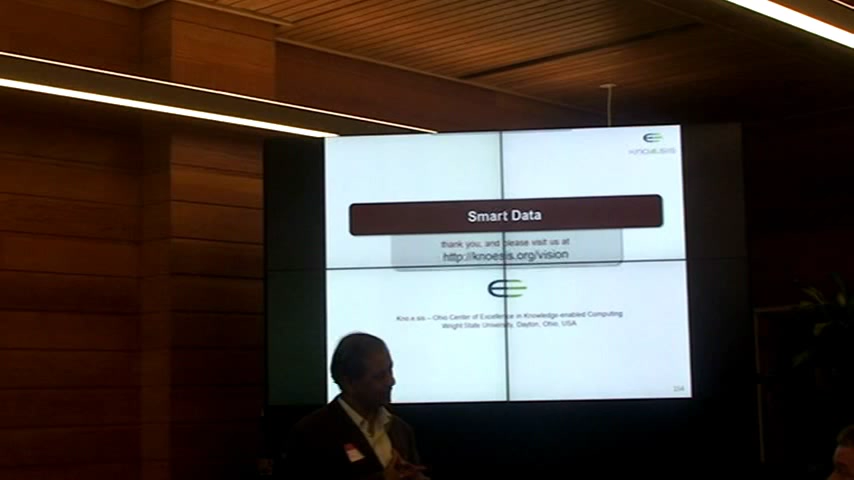 KNOESIS
Smart Data
thank you, and please visit us at
http://knoesis.org/vision
Kno.e.sis – Ohio Center of Excellence in Knowledge-enabled Computing
Wright State University, Dayton, Ohio, USA